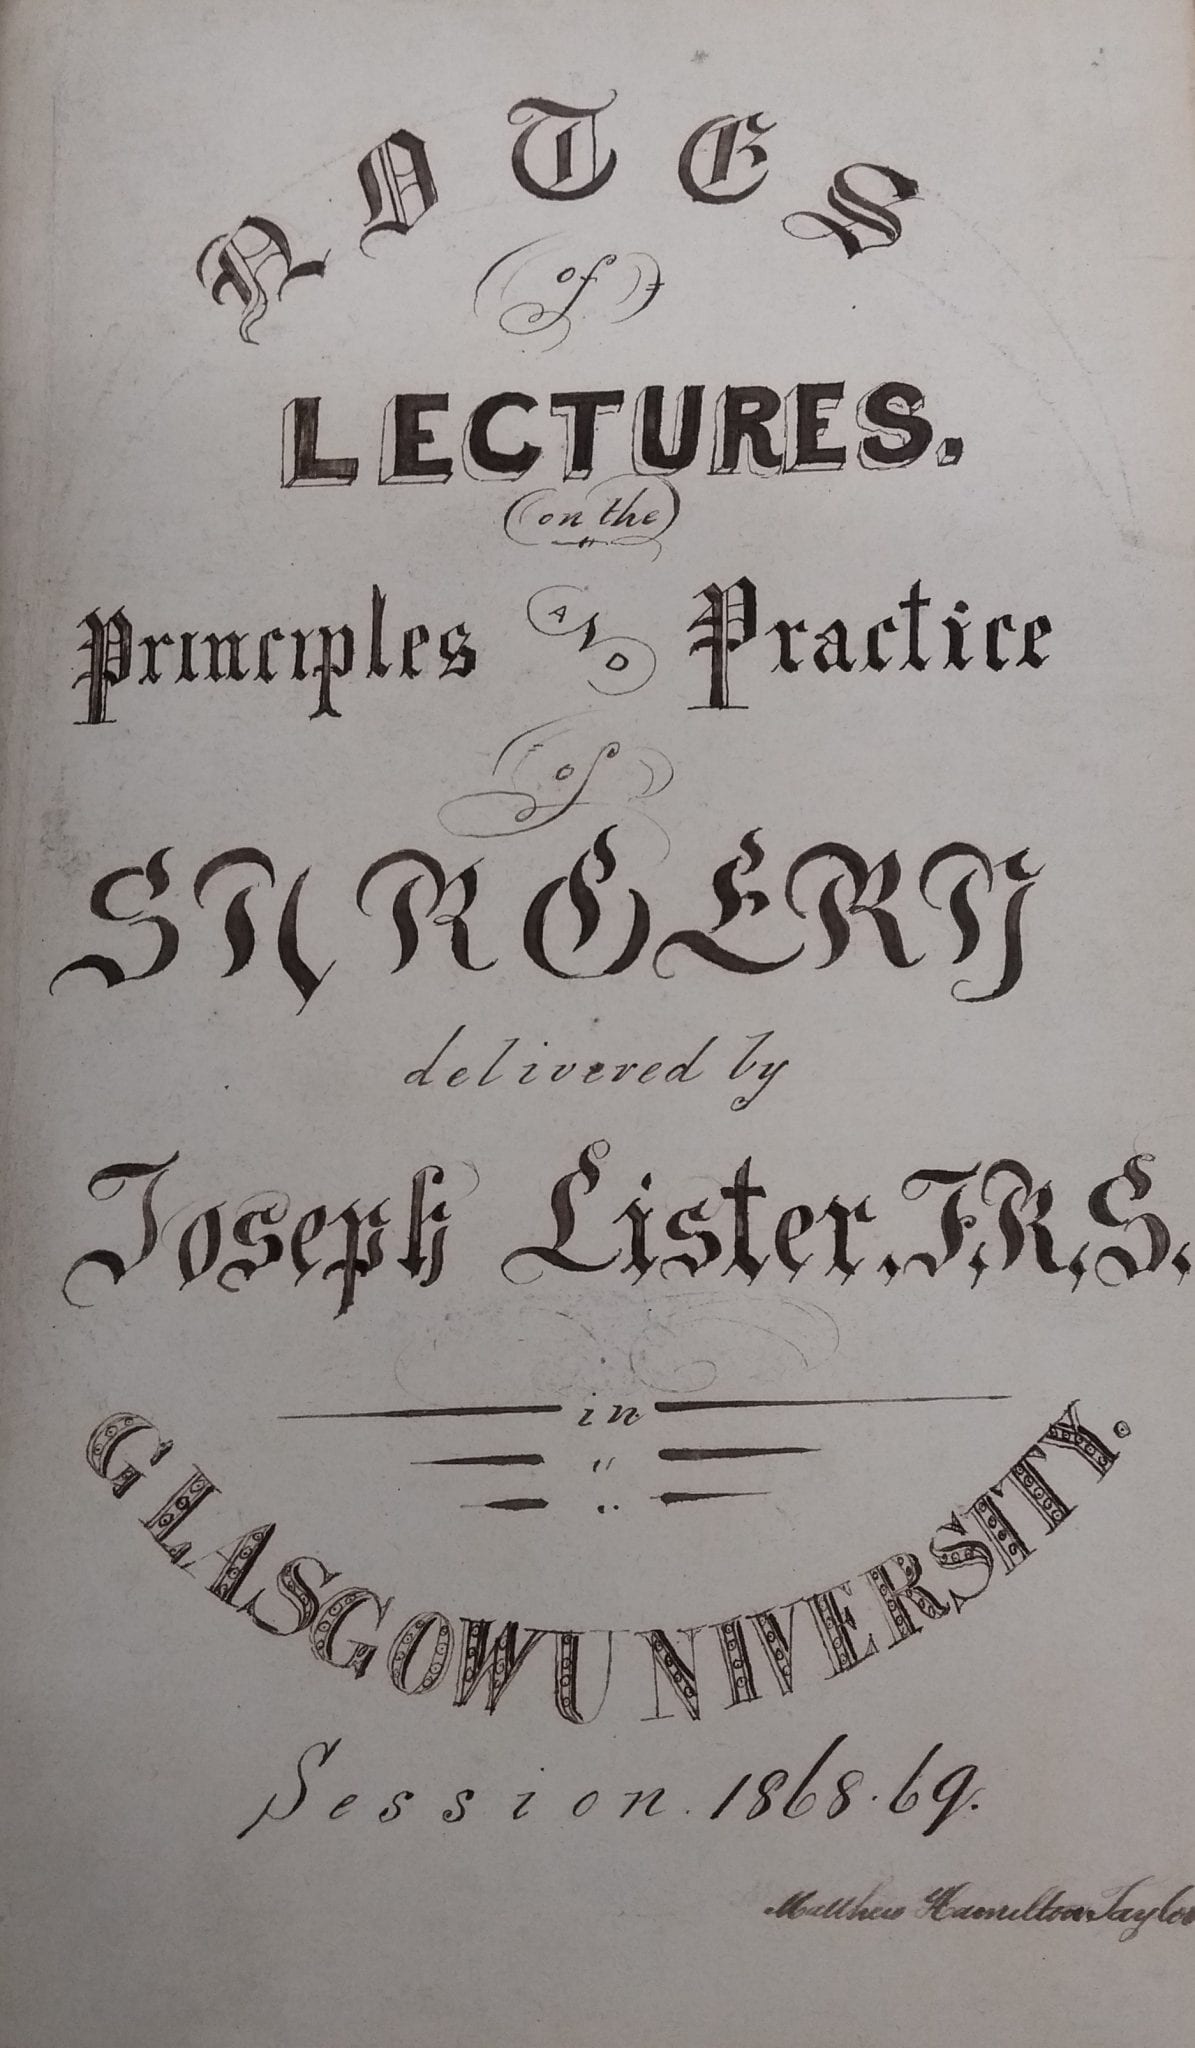 NOTES
of
LECTURES.
on the
Principles AND Practice
of
SURGERY
delivered by
Joseph Lister. F.R.S.
in
GLASGOW UNIVERSITY.
Session. 1868.69.
Matthew Hamilton Taylor